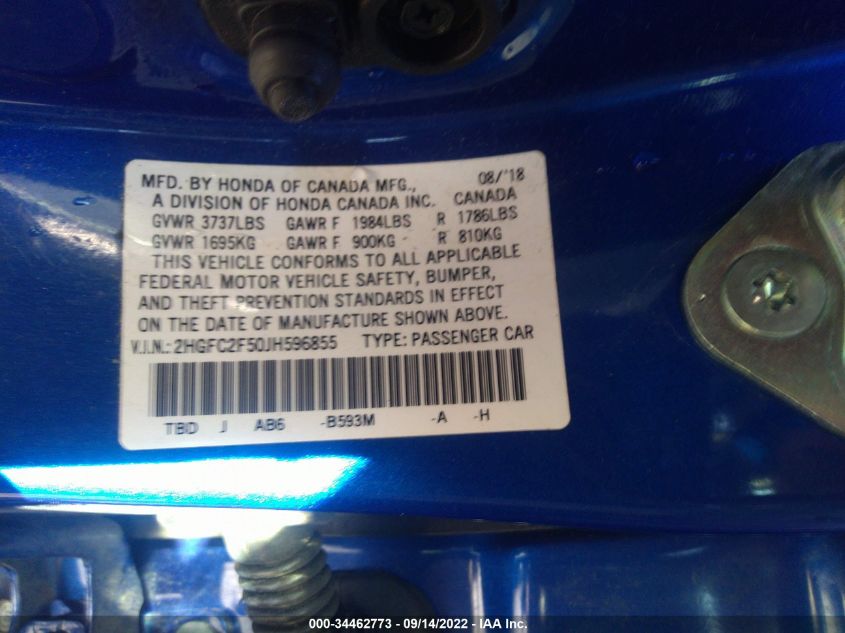 MFD. BY HONDA OF CANADA MFG., 08/'18
A DIVISION OF HONDA CANADA INC. CANADA
GVWR 3737LBS GAWR F 1984LBS R 1786LBS
GVWR 1695KG GAWR F 900KG R 810KG
THIS VEHICLE CONFORMS TO ALL APPLICABLE
FEDERAL MOTOR VEHICLE SAFETY, BUMPER,
AND THEFT PREVENTION STANDARDS IN EFFECT
ON THE DATE OF MANUFACTURE SHOWN ABOVE.
V.I.N.: 2HGFC2F50JH596855 TYPE: PASSENGER CAR
TBD J AB6 -B593M -A -H
000-34462773 - 09/14/2022 - IAA Inc.